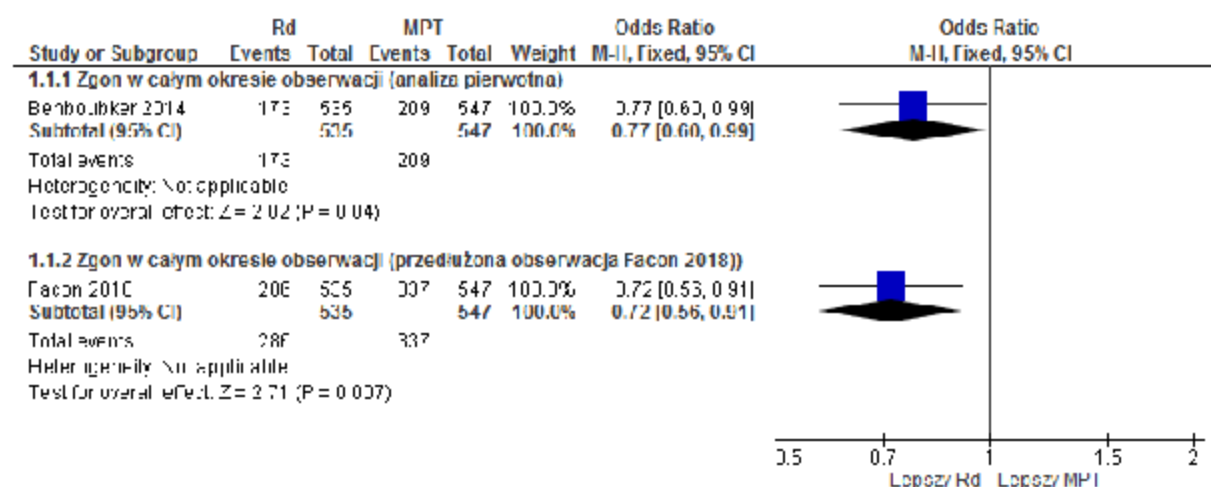 Rd MPT Odds Ratio Odds Ratio
Study or Subgroup Events Total Events Total Weight M-H, Fixed, 95% CI M-H, Fixed, 95% CI
1.1.1 Zgon w całym okresie obserwacji (analiza pierwotna)
Benboubker 2014 173 535 209 547 100.0% 0.77 [0.60, 0.99]
Subtotal (95% CI) 535 547 100.0% 0.77 [0.60, 0.99]
Total events 173 209
Heterogeneity: Not applicable
Test for overall effect: Z = 2.02 (P = 0.04)
1.1.2 Zgon w całym okresie obserwacji (przedłużona obserwacja Facon 2018))
Facon 2018 286 535 337 547 100.0% 0.72 [0.56, 0.91]
Subtotal (95% CI) 535 547 100.0% 0.72 [0.56, 0.91]
Total events 286 337
Heterogeneity: Not applicable
Test for overall effect: Z = 2.71 (P = 0.007)
0.5 0.7 1 1.5 2
Lepszy Rd Lepszy MPT